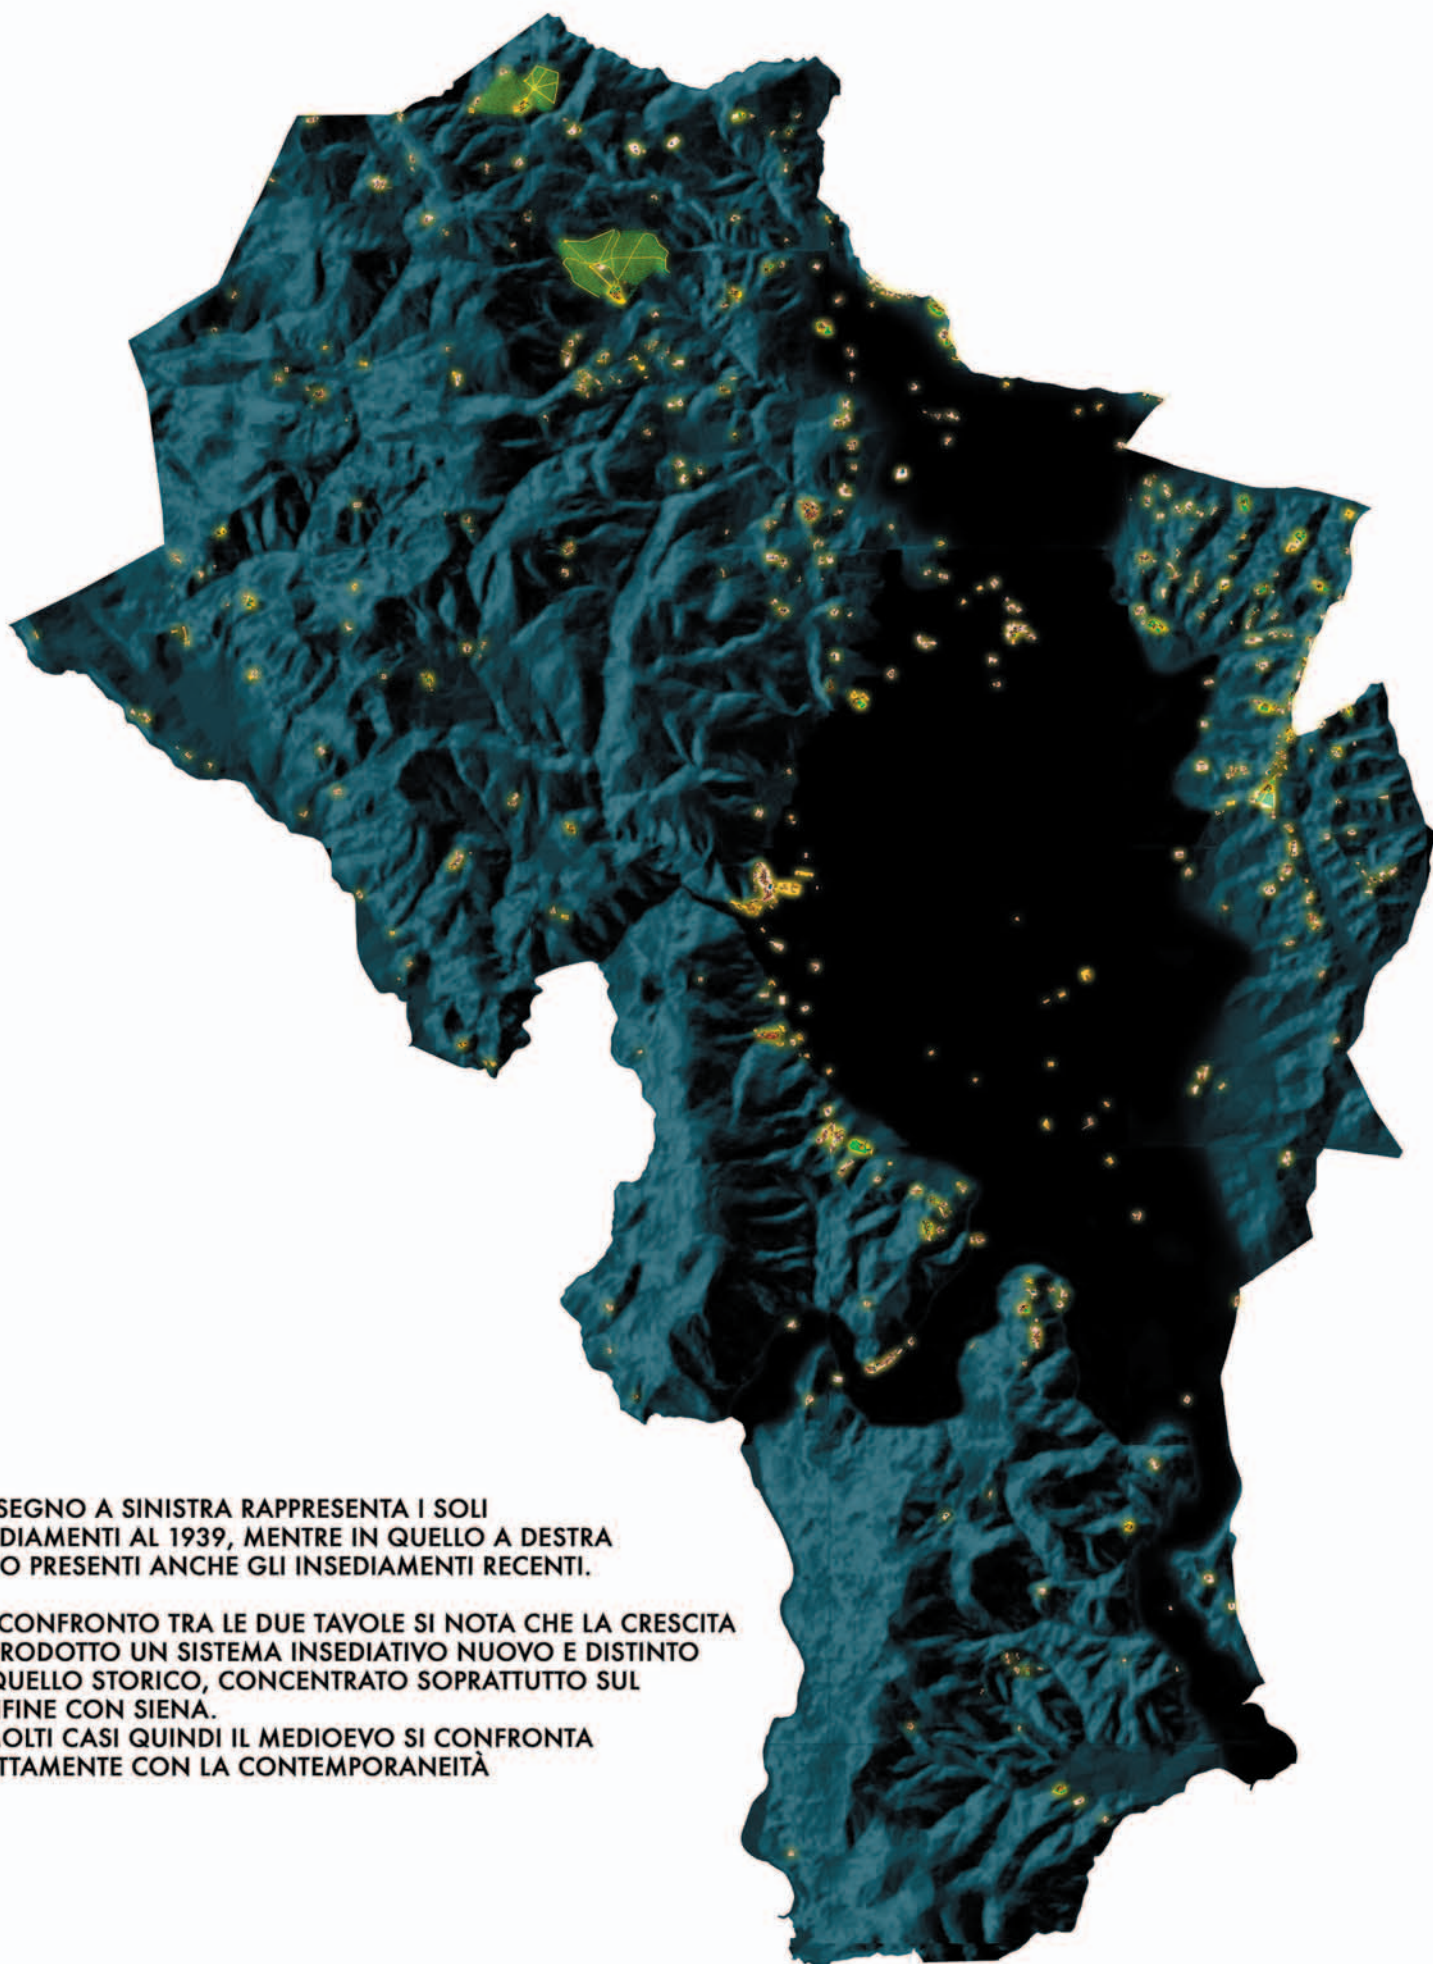 SEGNO A SINISTRA RAPPRESENTA I SOLI
DIAMENTI AL 1939, MENTRE IN QUELLO A DESTRA
O PRESENTI ANCHE GLI INSEDIAMENTI RECENTI.
CONFRONTO TRA LE DUE TAVOLE SI NOTA CHE LA CRESCITA
RODOTTO UN SISTEMA INSEDIATIVO NUOVO E DISTINTO
QUELLO STORICO, CONCENTRATO SOPRATTUTTO SUL
FINE CON SIENA.
OLTI CASI QUINDI IL MEDIOEVO SI CONFRONTA
TTAMENTE CON LA CONTEMPORANEITÀ